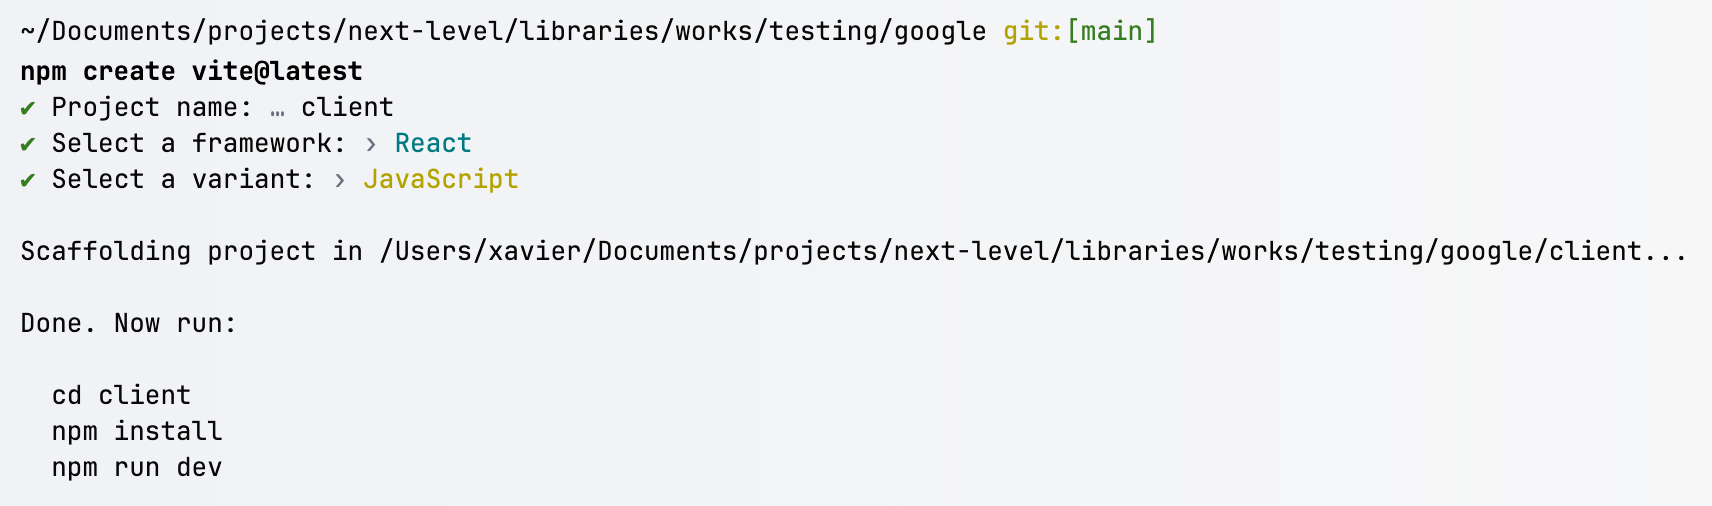 ~/Documents/projects/next-level/libraries/works/testing/google git:[main]
npm create vite@latest
✔ Project name: … client
✔ Select a framework: › React
✔ Select a variant: › JavaScript
Scaffolding project in /Users/xavier/Documents/projects/next-level/libraries/works/testing/google/client...
Done. Now run:
cd client
npm install
npm run dev